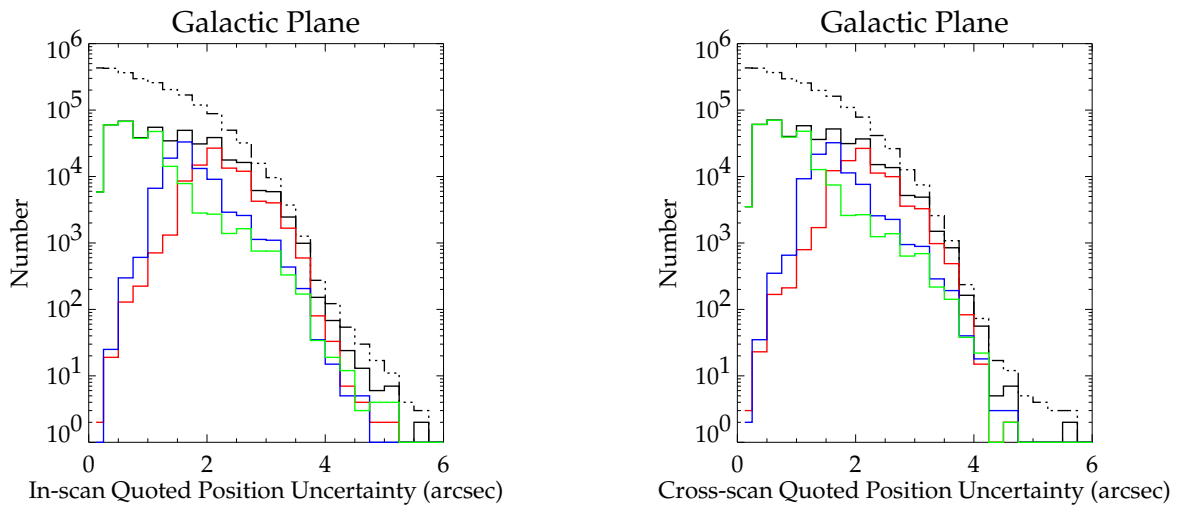 Galactic Plane
10^6
10^5
10^4
10^3
10^2
10^1
10^0
Number
0 2 4 6
In-scan Quoted Position Uncertainty (arcsec)
Galactic Plane
10^6
10^5
10^4
10^3
10^2
10^1
10^0
Number
0 2 4 6
Cross-scan Quoted Position Uncertainty (arcsec)